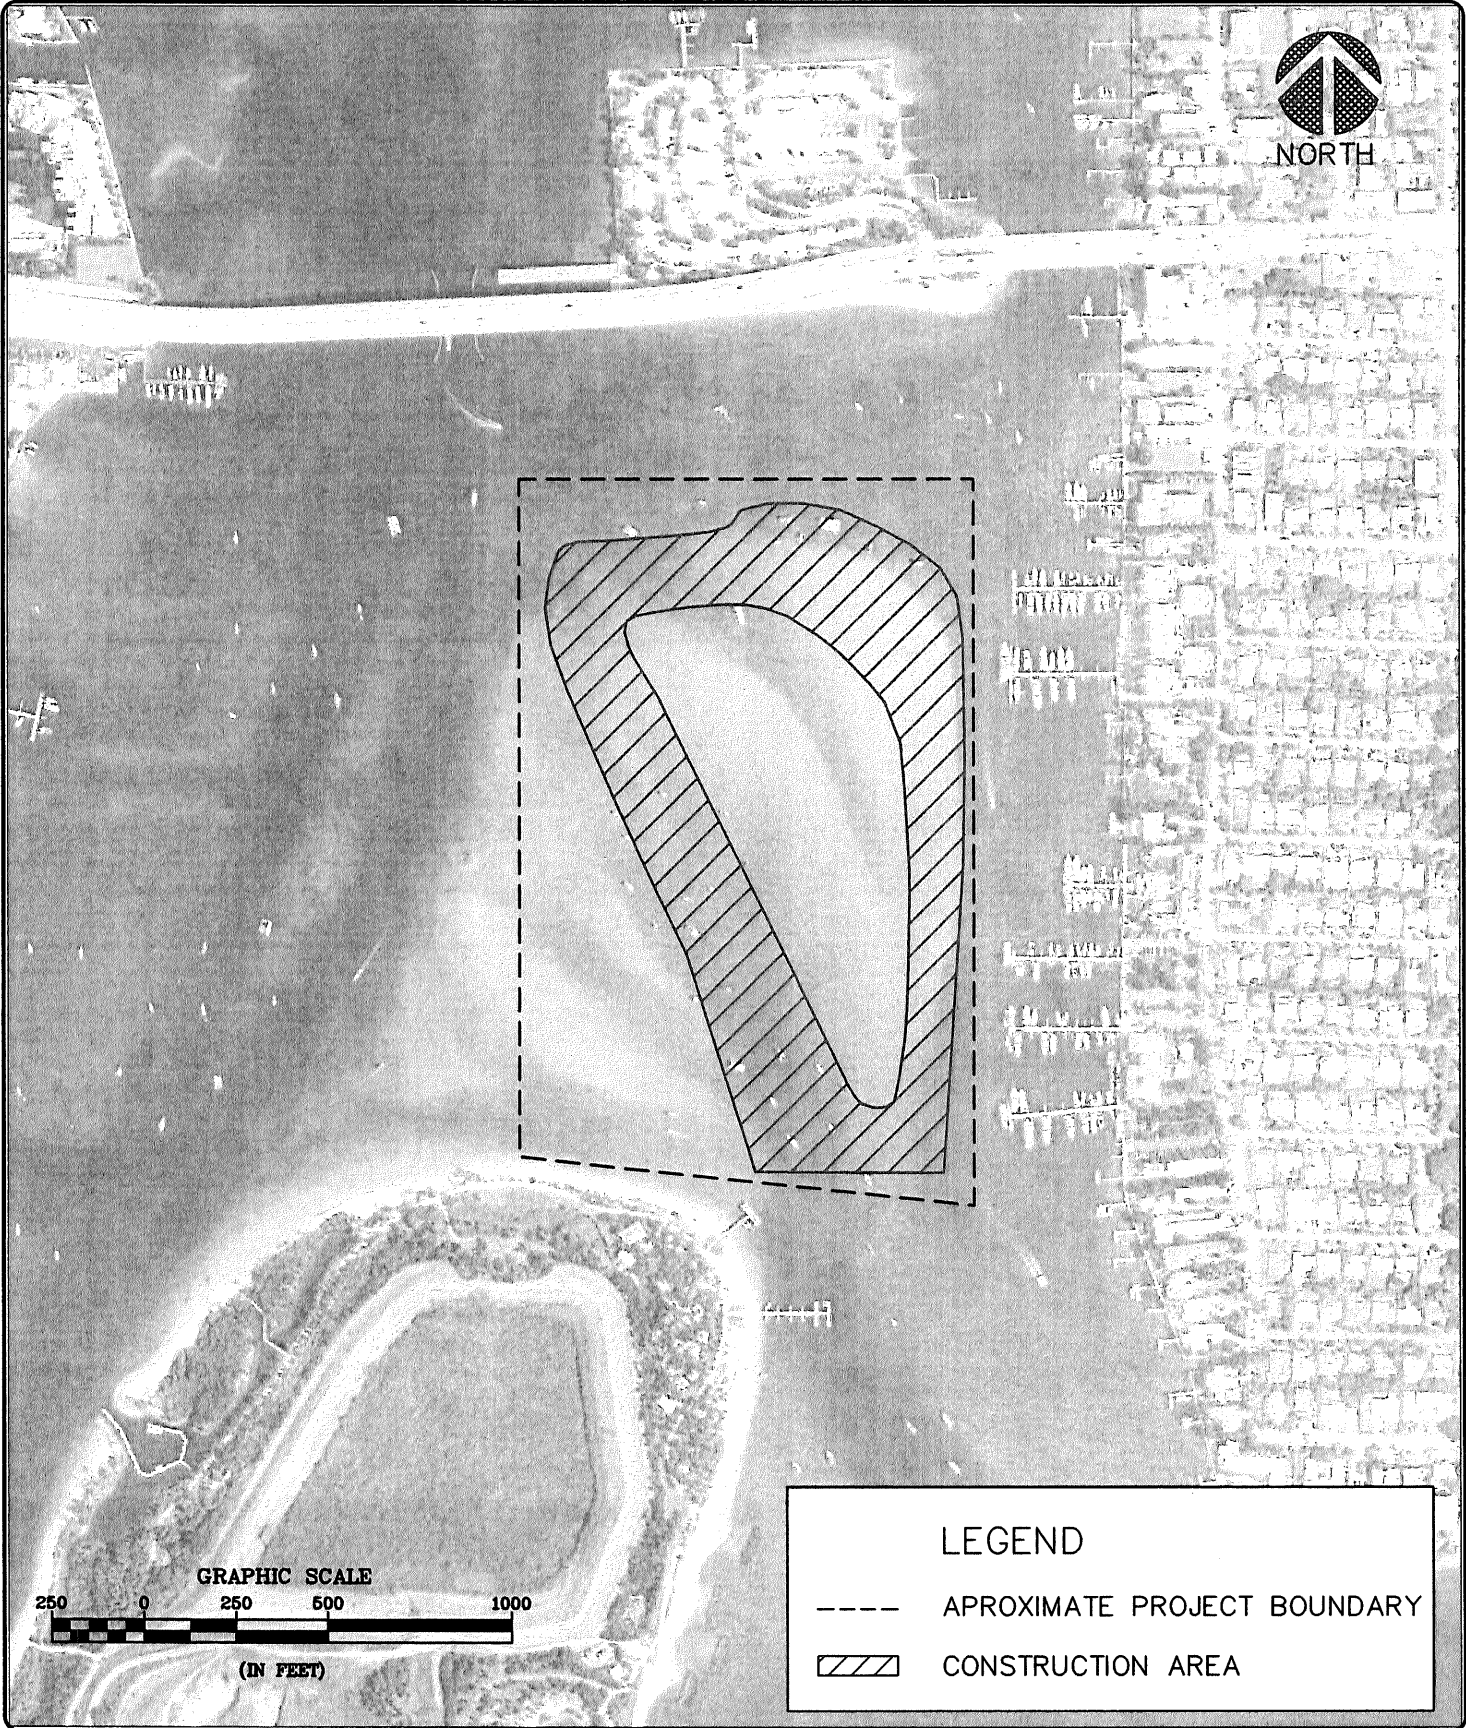 NORTH
LEGEND
APROXIMATE PROJECT BOUNDARY
CONSTRUCTION AREA
GRAPHIC SCALE
250 0 250 500 1000
(IN FEET)